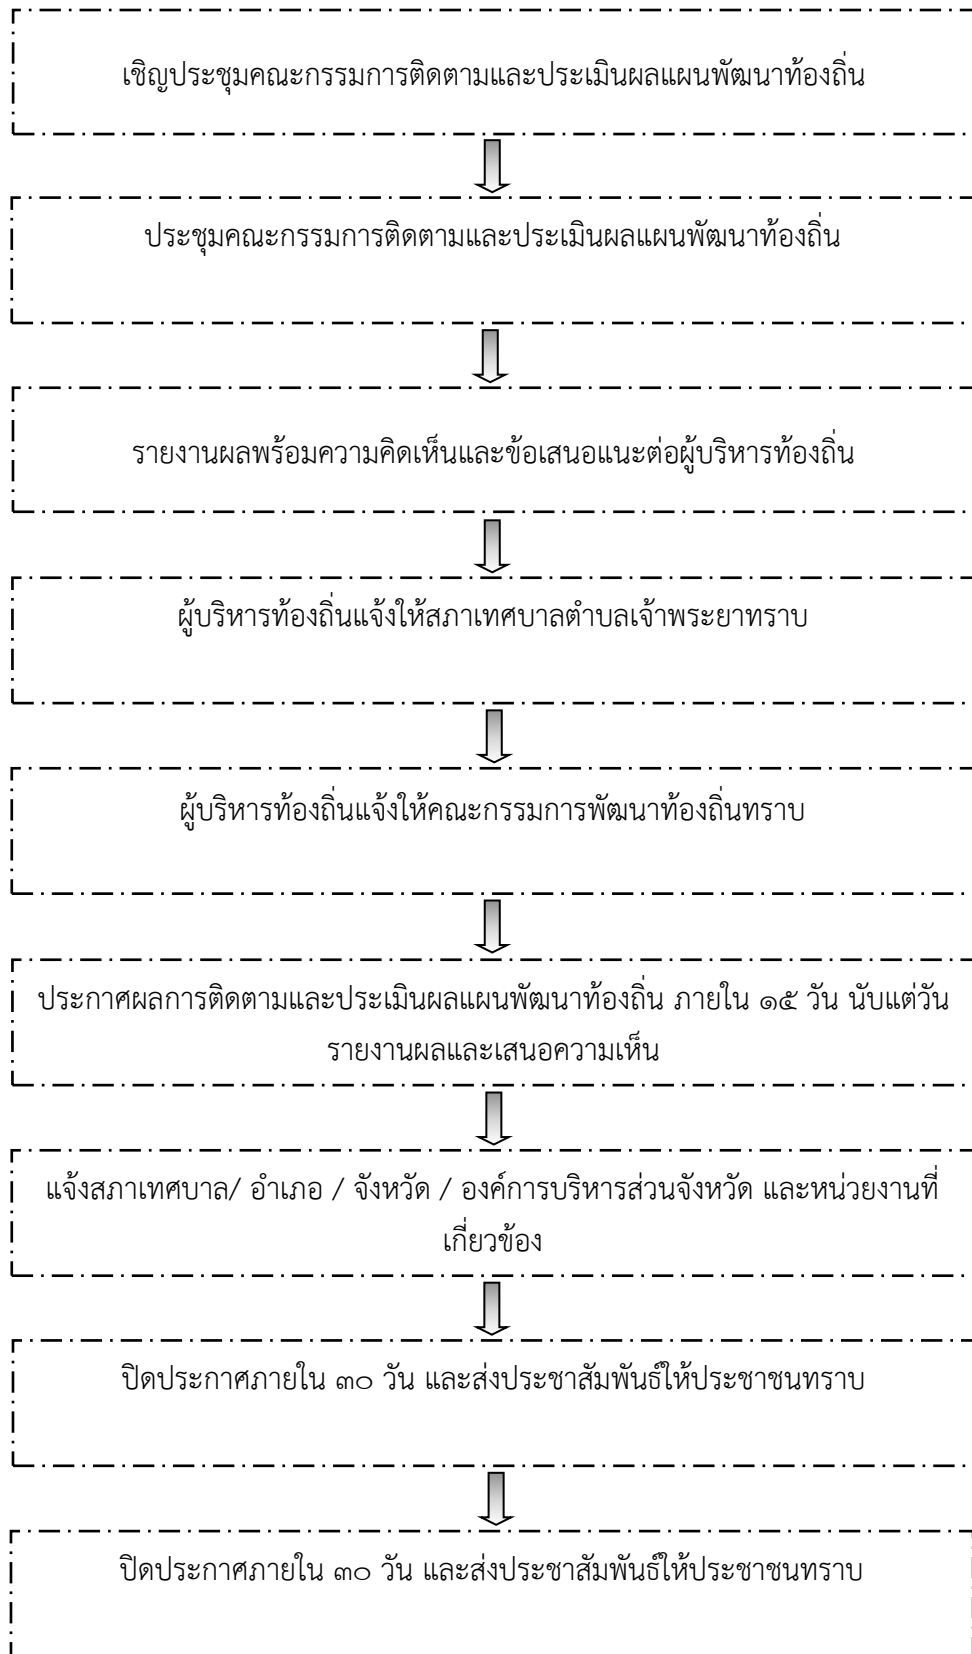 เชิญประชุมคณะกรรมการติดตามและประเมินผลแผนพัฒนาท้องถิ่น
ประชุมคณะกรรมการติดตามและประเมินผลแผนพัฒนาท้องถิ่น
รายงานผลพร้อมความคิดเห็นและข้อเสนอแนะต่อผู้บริหารท้องถิ่น
ผู้บริหารท้องถิ่นแจ้งให้สภาเทศบาลตำบลเจ้าพระยาทราบ
ผู้บริหารท้องถิ่นแจ้งให้คณะกรรมการพัฒนาท้องถิ่นทราบ
ประกาศผลการติดตามและประเมินผลแผนพัฒนาท้องถิ่น ภายใน ๑๕ วัน นับแต่วัน
รายงานผลและเสนอความเห็น
แจ้งสภาเทศบาล/ อำเภอ / จังหวัด / องค์การบริหารส่วนจังหวัด และหน่วยงานที่
เกี่ยวข้อง
ปิดประกาศภายใน ๓๐ วัน และส่งประชาสัมพันธ์ให้ประชาชนทราบ
ปิดประกาศภายใน ๓๐ วัน และส่งประชาสัมพันธ์ให้ประชาชนทราบ